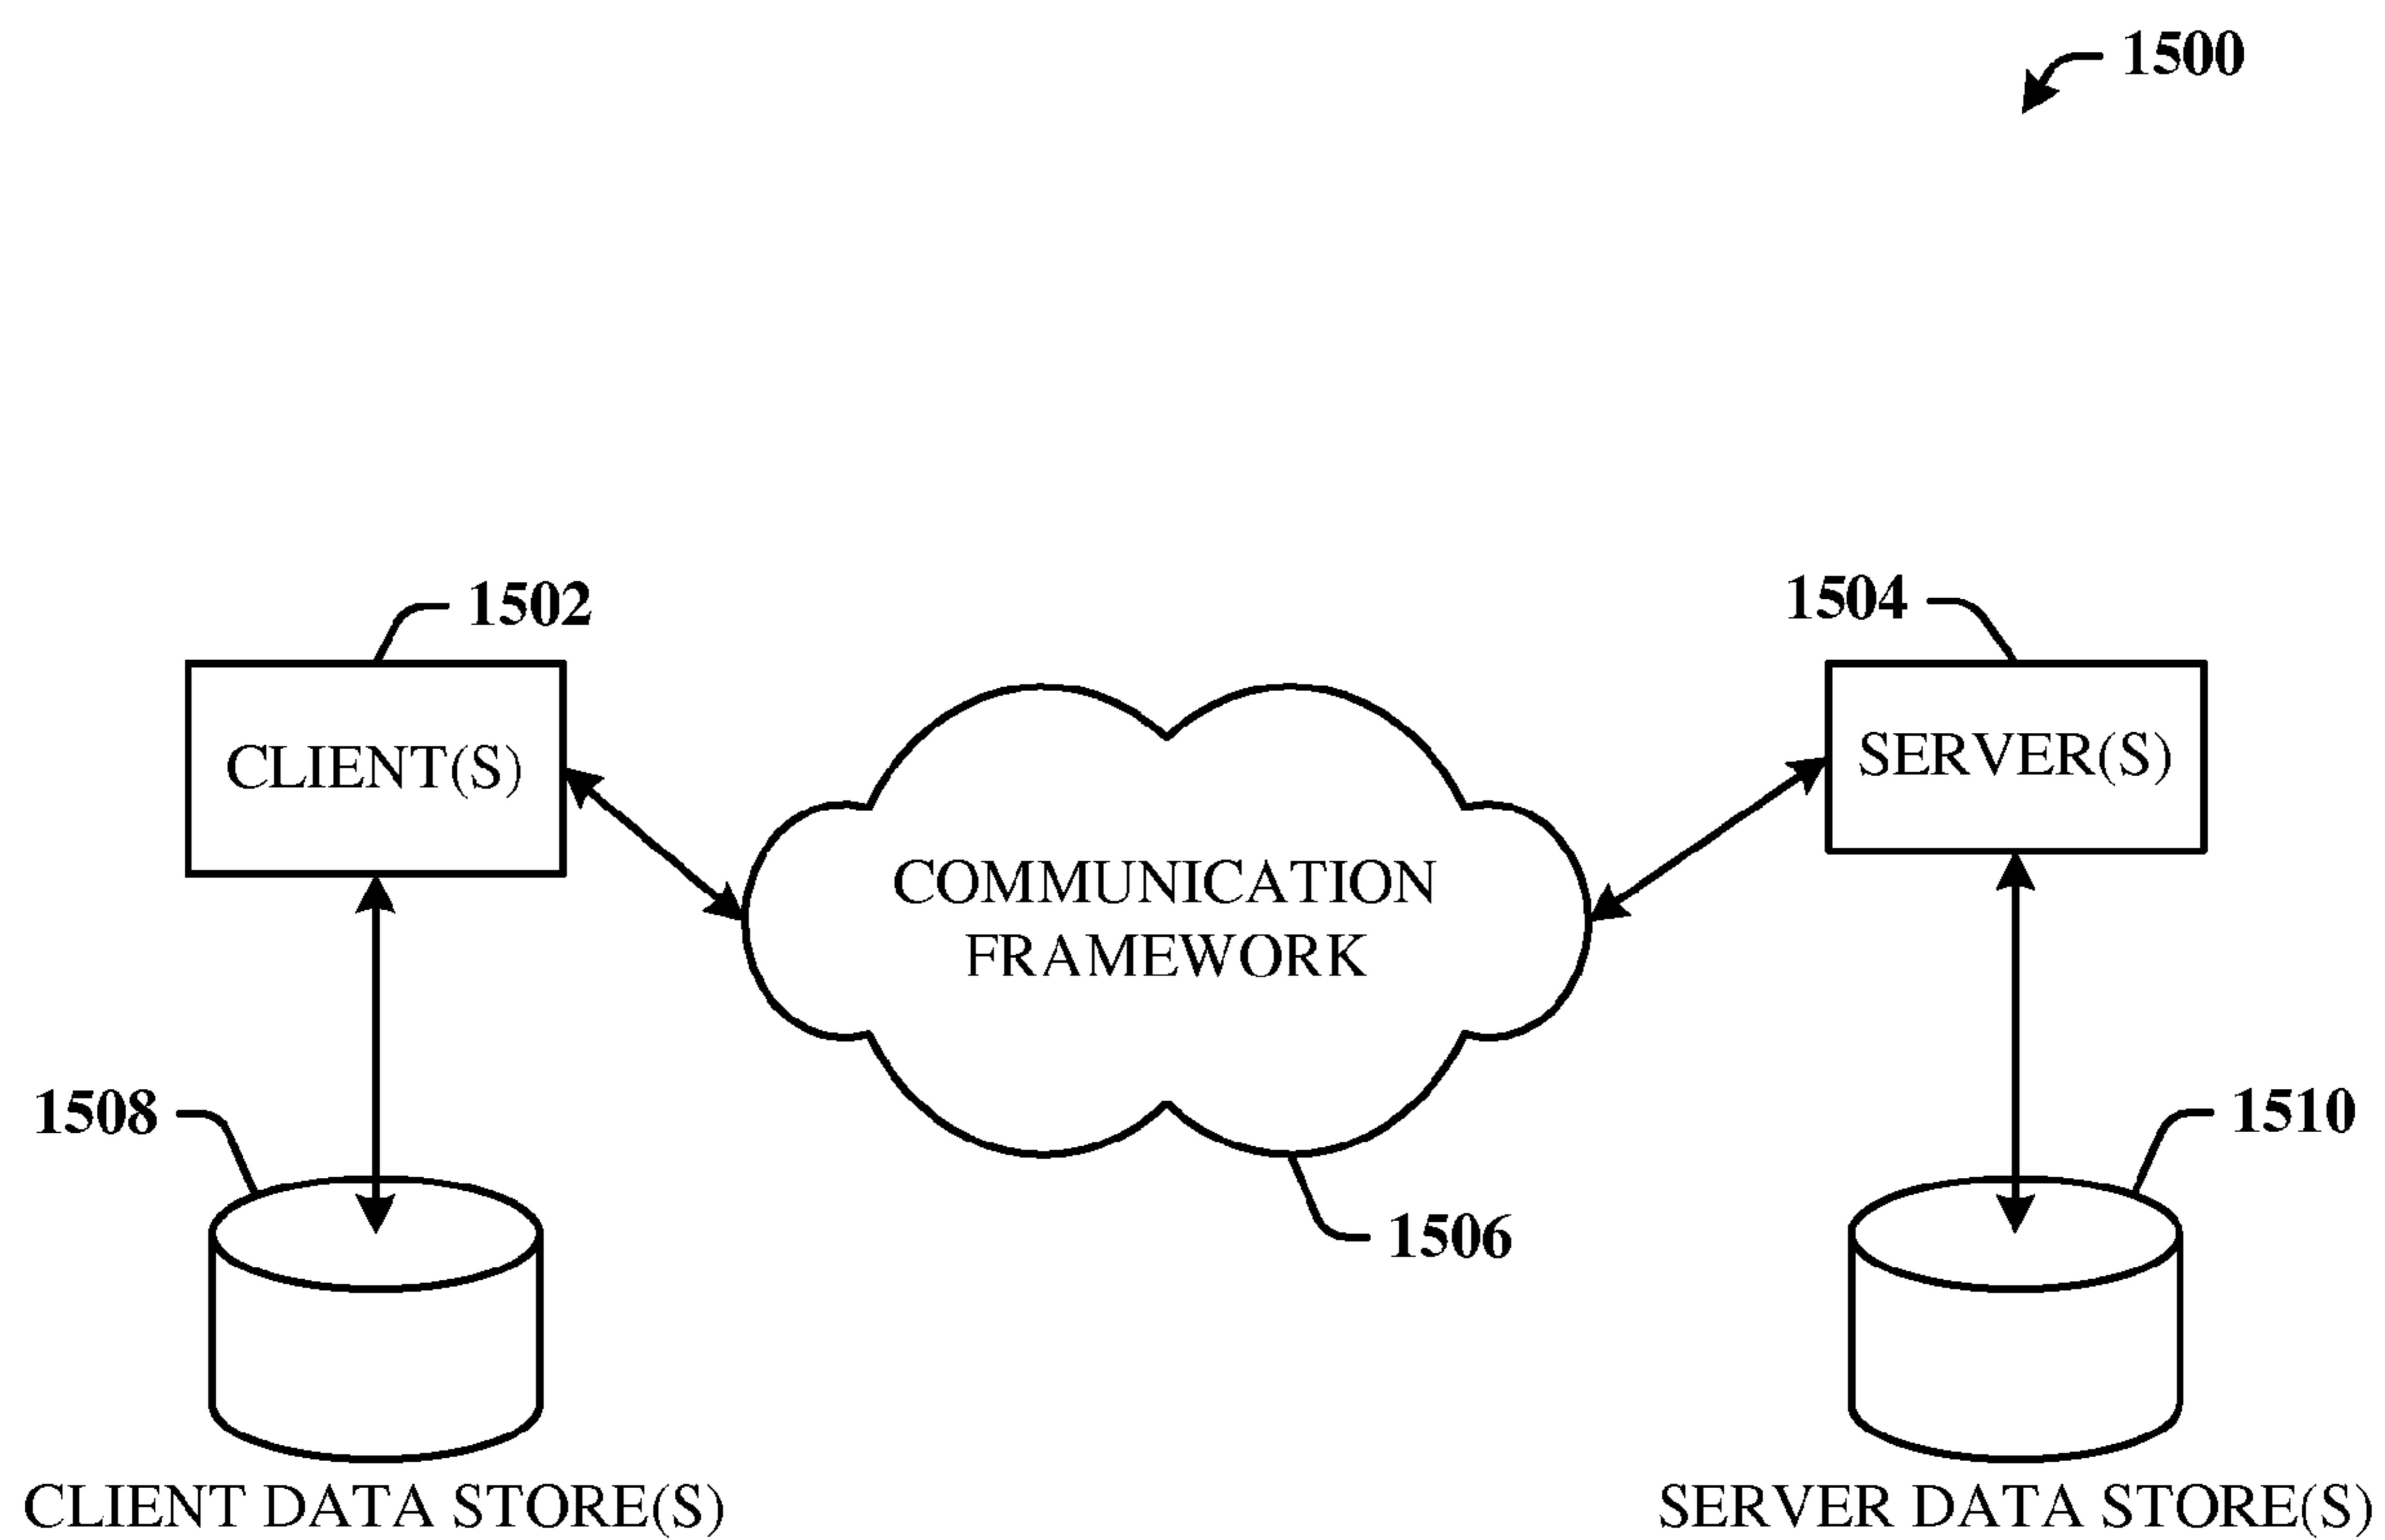 1500
1502
1504
CLIENT(S)
SERVER(S)
COMMUNICATION
FRAMEWORK
1508
1510
1506
CLIENT DATA STORE(S)
SERVER DATA STORE(S)